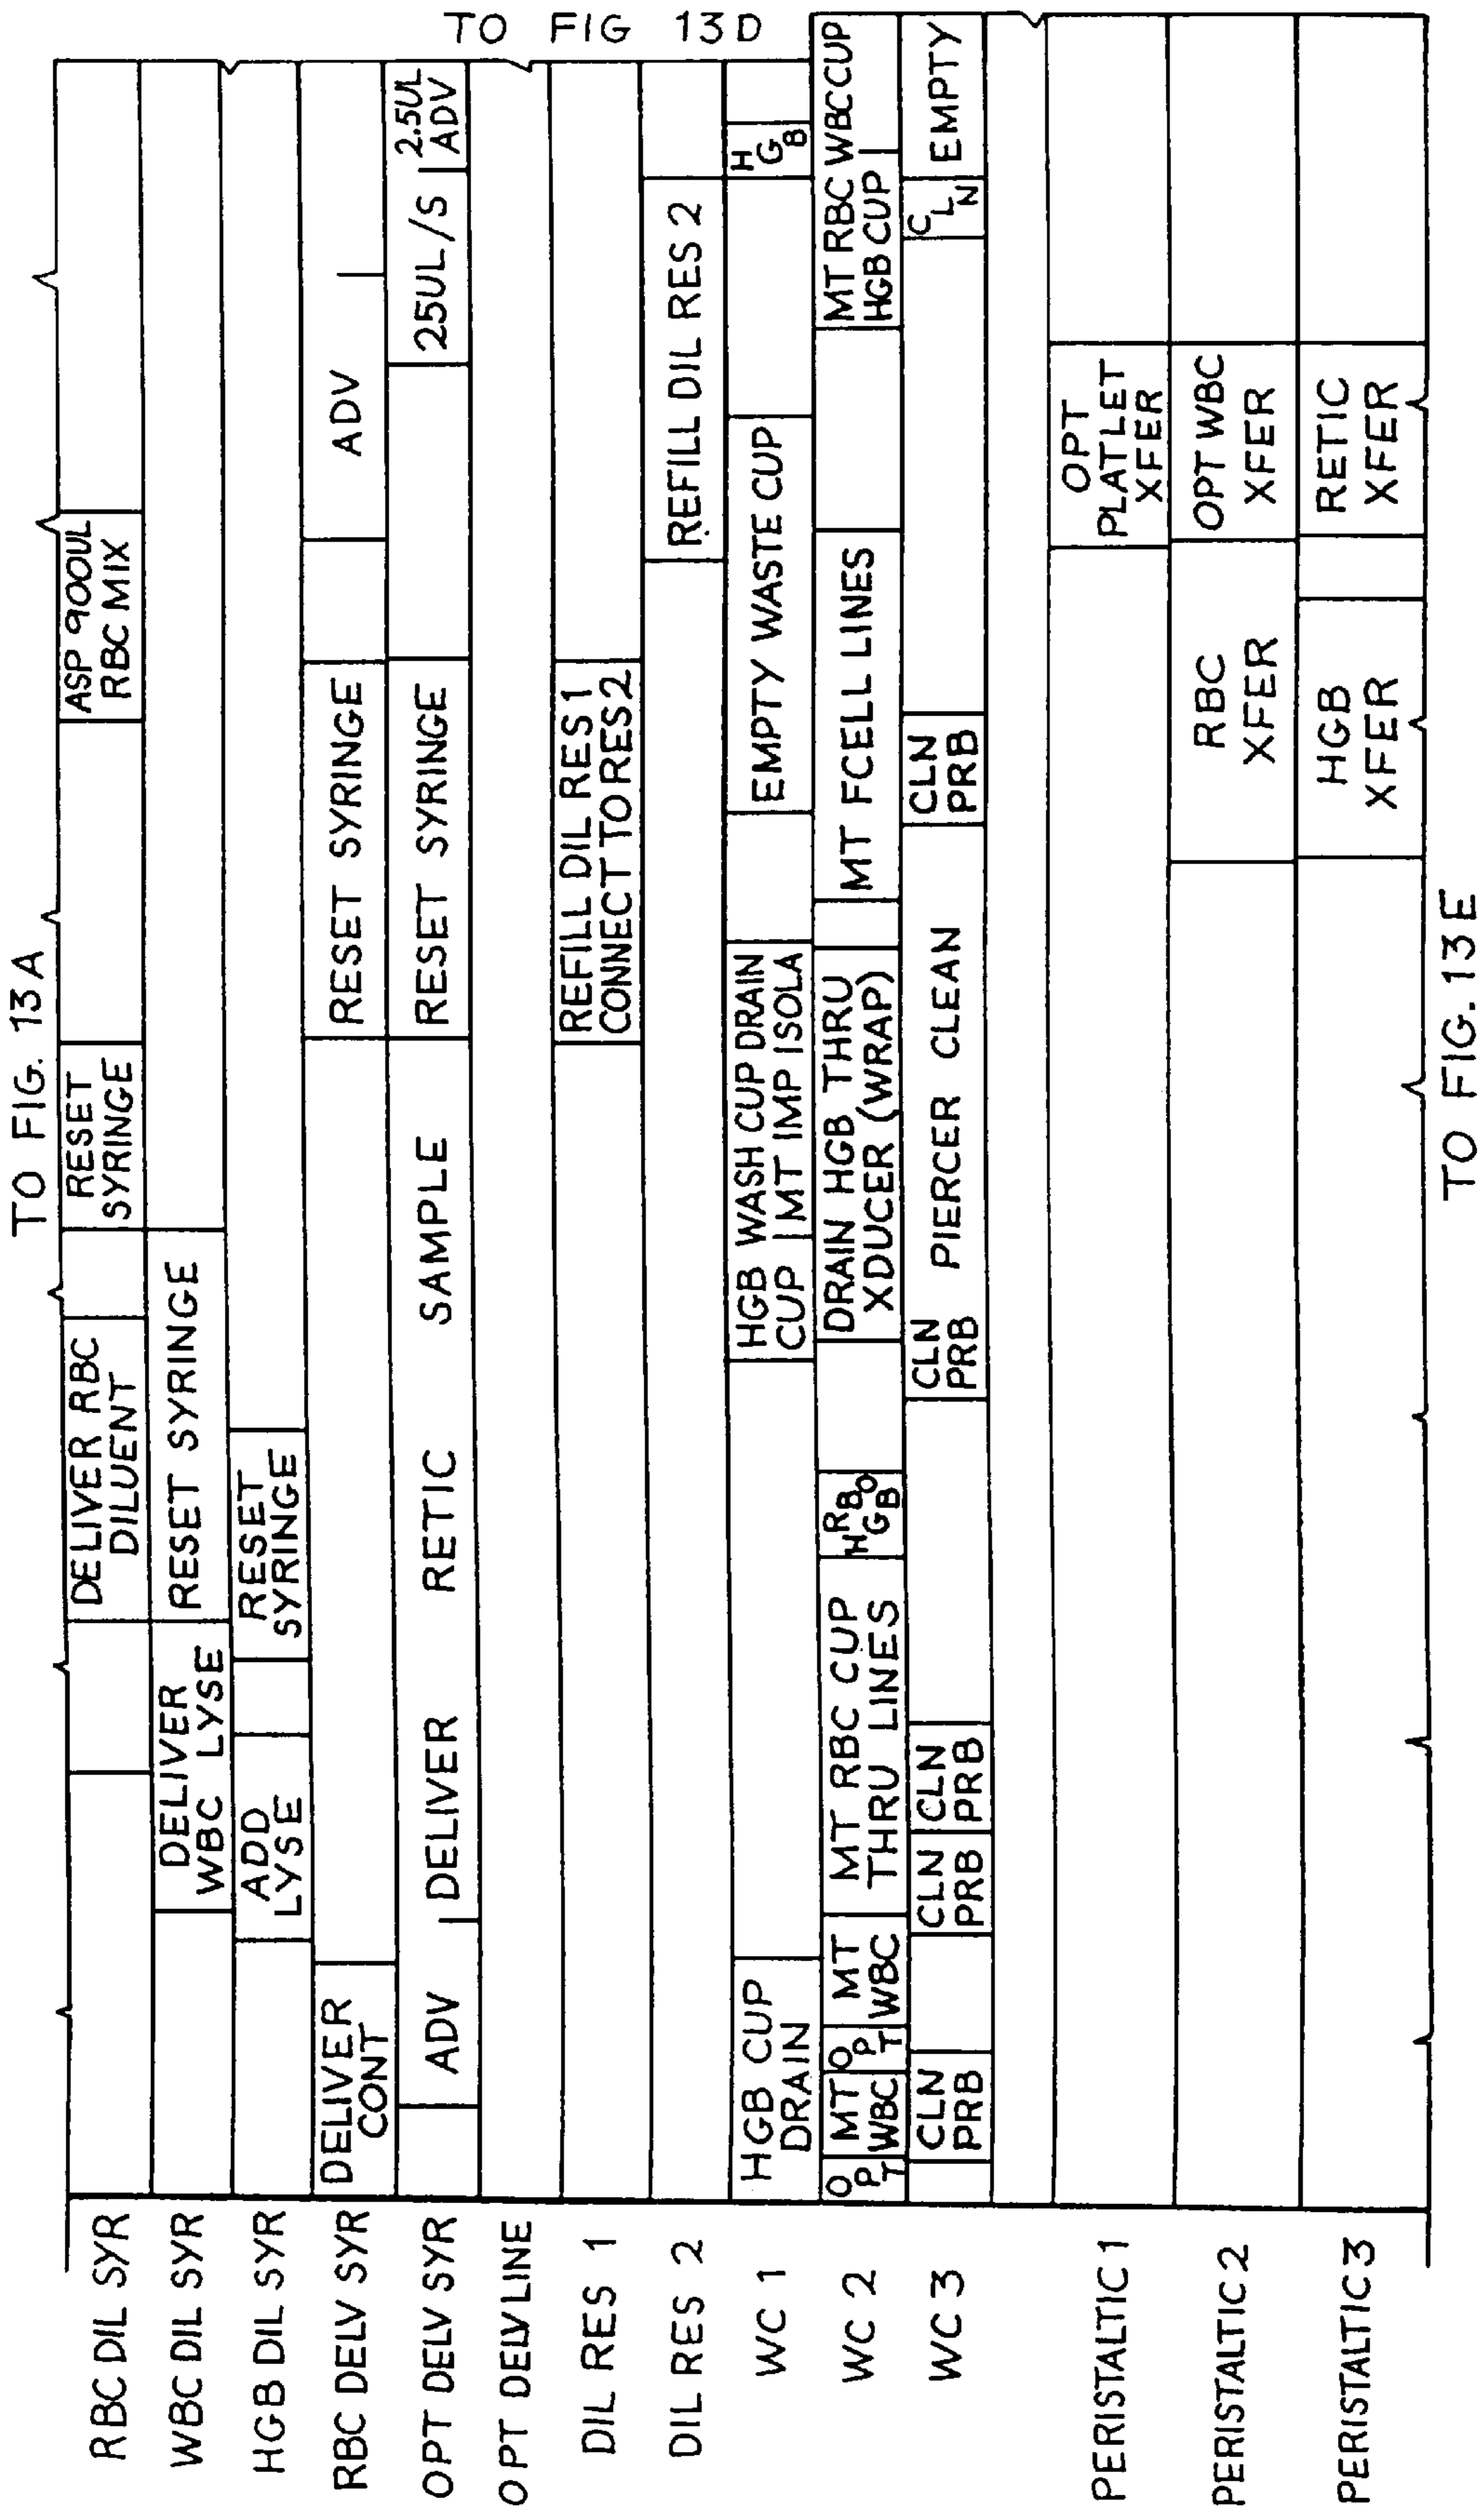 TO FIG. 13A
RBC DIL SYR
DELIVER RBC
DILUENT
RESET
SYRINGE
ASP 900UL
RBC MIX
WBC DIL SYR
DELIVER
WBC LYSE
RESET SYRINGE
HGB DIL SYR
ADD
LYSE
RESET
SYRINGE
RBC DELV SYR
DELIVER
CONT
RESET SYRINGE
ADV
OPT DELV SYR
ADV
DELIVER RETIC SAMPLE
RESET SYRINGE
25UL/S
2.5UL
ADV
TO FIG 13D
OPT DELV LINE
DIL RES 1
REFILL DIL RES1
CONNECT TO RES2
DIL RES 2
REFILL DIL RES 2
WC 1
HGB CUP
DRAIN
HGB WASH CUP DRAIN
CUP MT IMP ISOLA
EMPTY WASTE CUP
HGB
WC 2
OPT
MT
WBC
OPT
MT
WBC
MT RBC CUP
THRU LINES
RBO
HGB
DRAIN HGB THRU
XDUCER (WRAP)
MT FCELL LINES
MT RBC WBC CUP
HGB CUP
WC 3
CLN
PRB
CLN
PRB
CLN
PRB
CLN
PRB
PIERCER CLEAN
CLN
PRB
CLN
EMPTY
PERISTALTIC 1
OPT
PLATLET
XFER
PERISTALTIC 2
RBC
XFER
OPT WBC
XFER
PERISTALTIC 3
HGB
XFER
RETIC
XFER
TO FIG. 13E